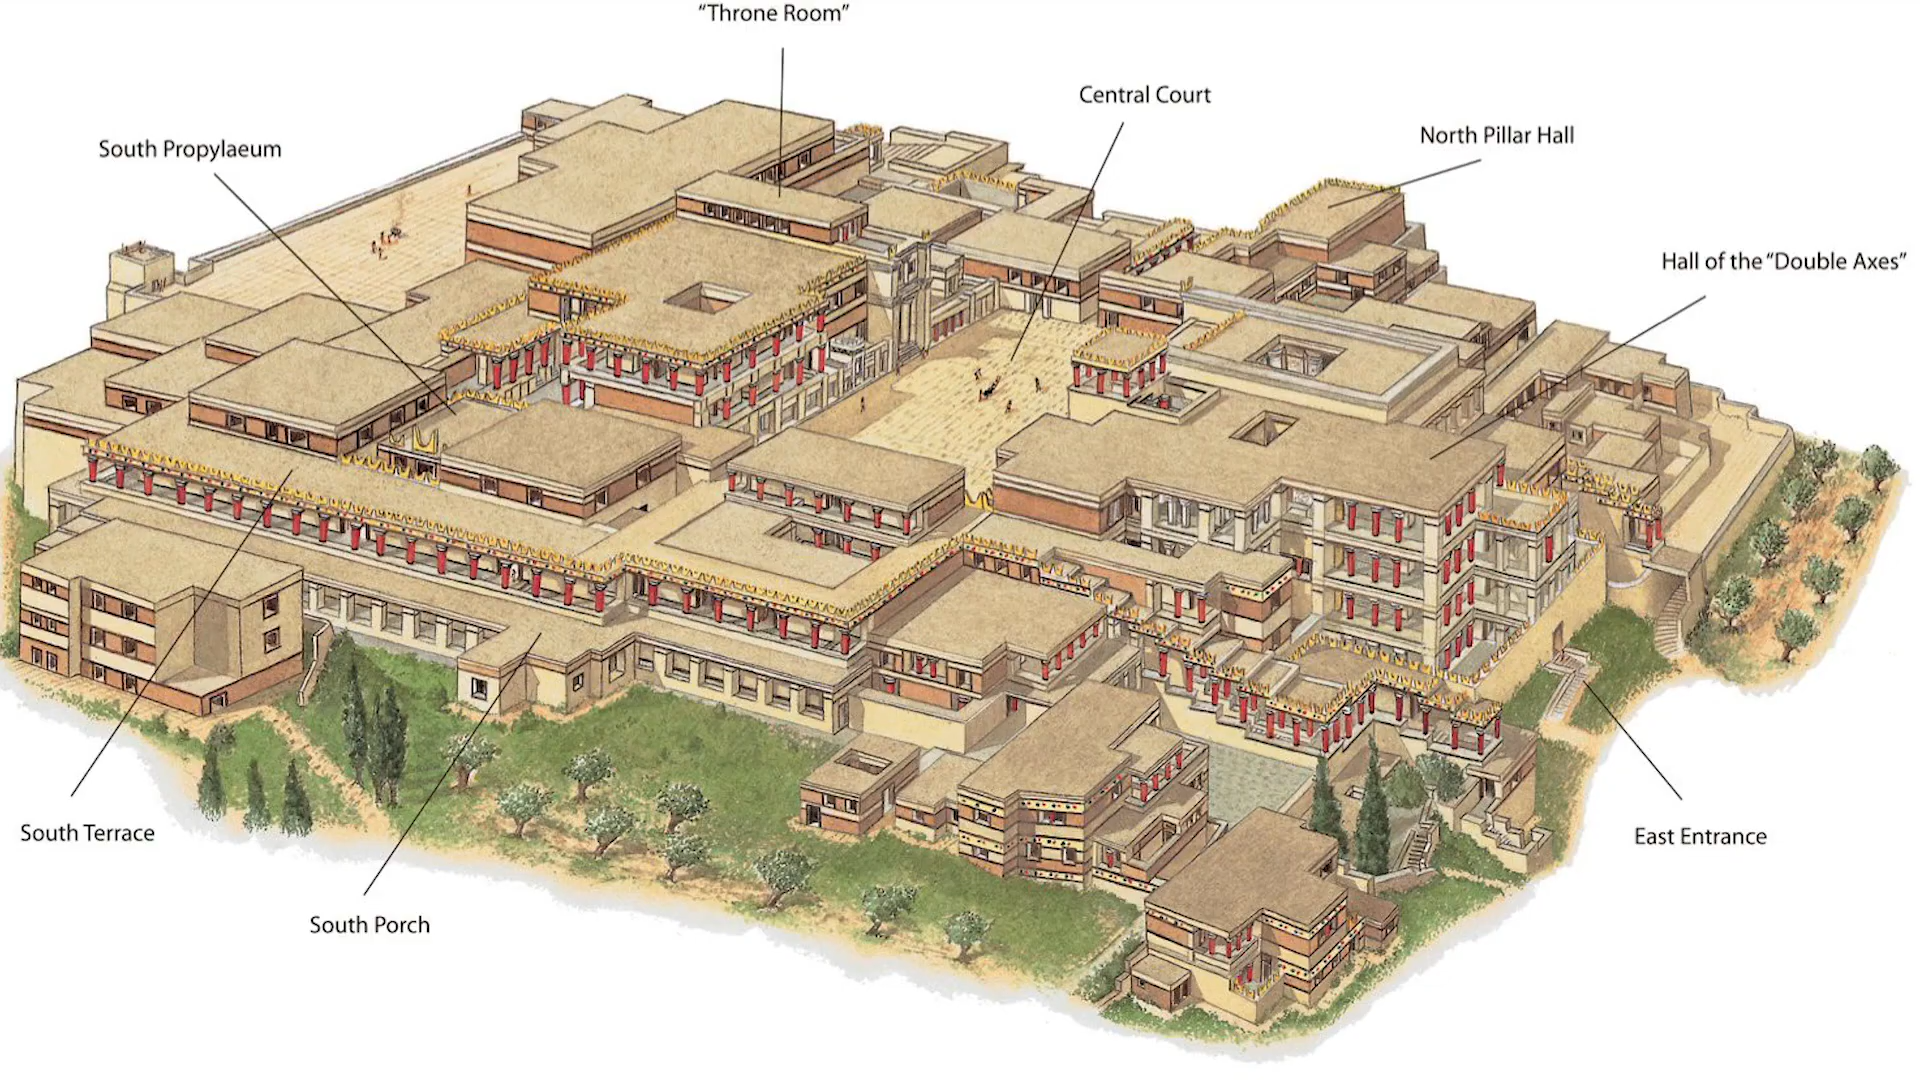 “Throne Room”
Central Court
North Pillar Hall
South Propylaeum
Hall of the “Double Axes”
South Terrace
East Entrance
South Porch